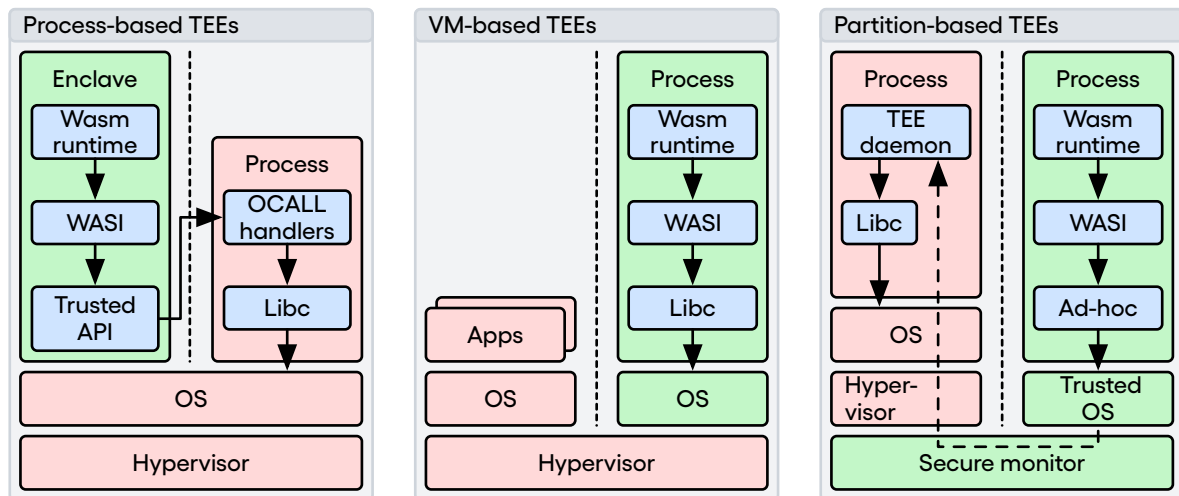 Process-based TEEs
Enclave
Wasm
runtime
WASI
Trusted
API
Process
OCALL
handlers
Libc
OS
Hypervisor
VM-based TEEs
Apps
OS
Process
Wasm
runtime
WASI
Libc
OS
Hypervisor
Partition-based TEEs
Process
TEE
daemon
Libc
OS
Hyper-
visor
Process
Wasm
runtime
WASI
Ad-hoc
Trusted
OS
Secure monitor